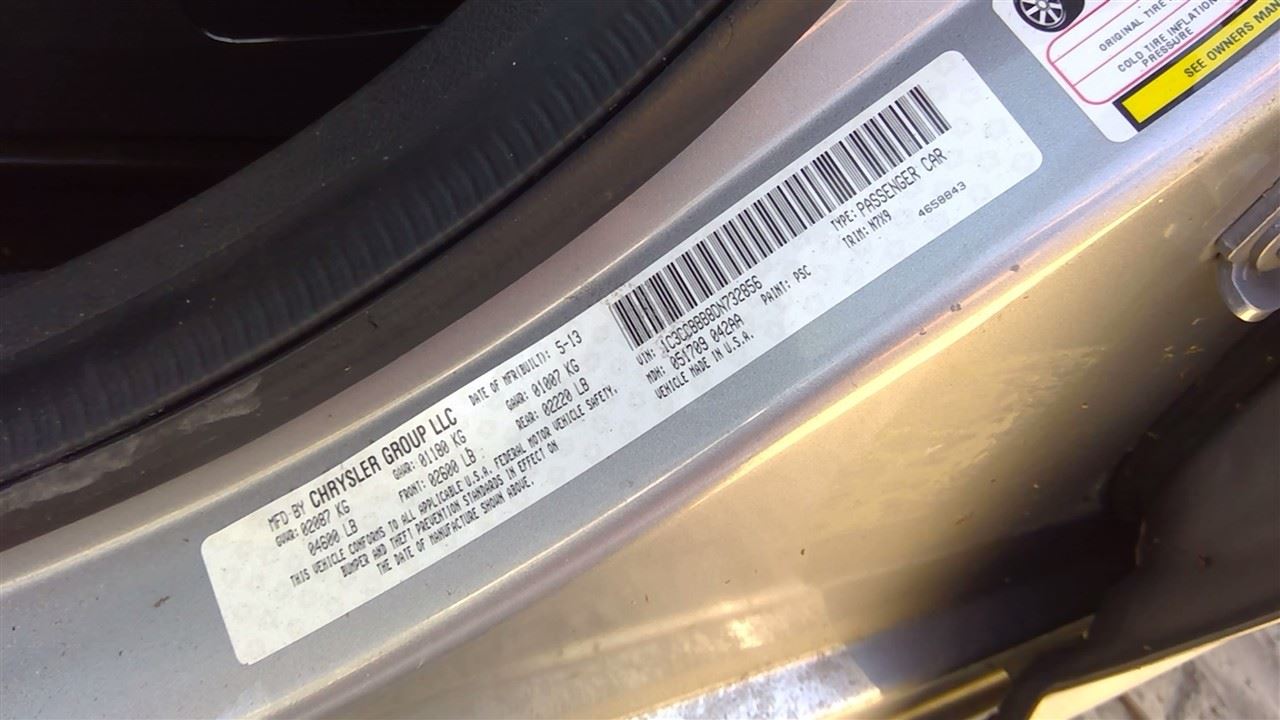 MFD BY CHRYSLER GROUP LLC DATE OF MFR(BUILT): 5-13
GVWR: 02087 KG GAWR: 01180 KG GAWR: 01007 KG
04600 LB FRONT: 02600 LB REAR: 02220 LB
THIS VEHICLE CONFORMS TO ALL APPLICABLE U.S.A. FEDERAL MOTOR VEHICLE SAFETY,
BUMPER AND THEFT PREVENTION STANDARDS IN EFFECT ON
THE DATE OF MANUFACTURE SHOWN ABOVE.
VIN: 1C3CCBBB8DN732856 TYPE: PASSENGER CAR
MDH: 051709 042AA PAINT: PSC TRIM: N7X9
VEHICLE MADE IN U.S.A. 4658843
ORIGINAL TIRE
COLD TIRE INFLATION
PRESSURE
SEE OWNERS MAN